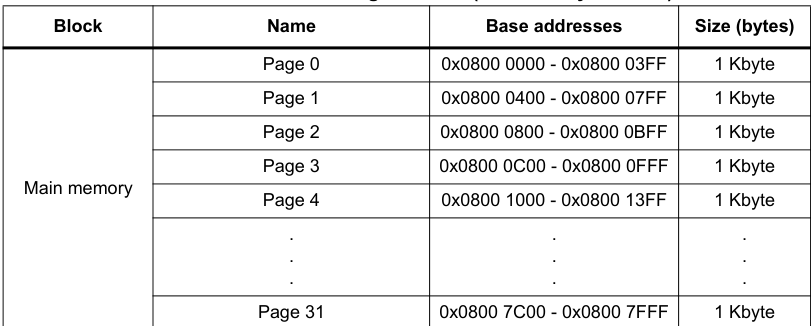 Block Name Base addresses Size (bytes)
Page 0 0x0800 0000 - 0x0800 03FF 1 Kbyte
Page 1 0x0800 0400 - 0x0800 07FF 1 Kbyte
Page 2 0x0800 0800 - 0x0800 0BFF 1 Kbyte
Page 3 0x0800 0C00 - 0x0800 0FFF 1 Kbyte
Main memory
Page 4 0x0800 1000 - 0x0800 13FF 1 Kbyte
. . .
. . .
. . .
Page 31 0x0800 7C00 - 0x0800 7FFF 1 Kbyte